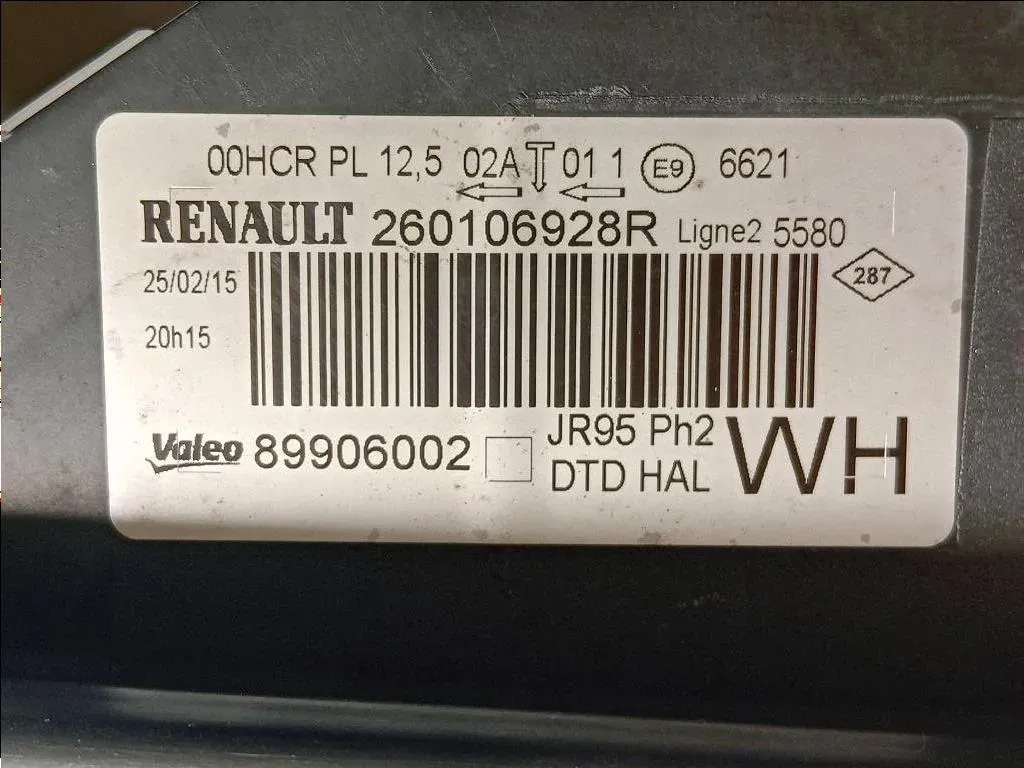 00HCR PL 12,5 02A 01 1 E9 6621
RENAULT 260106928R Ligne2 5580
25/02/15
287
20h15
Valeo 89906002
JR95 Ph2
DTD HAL
WH